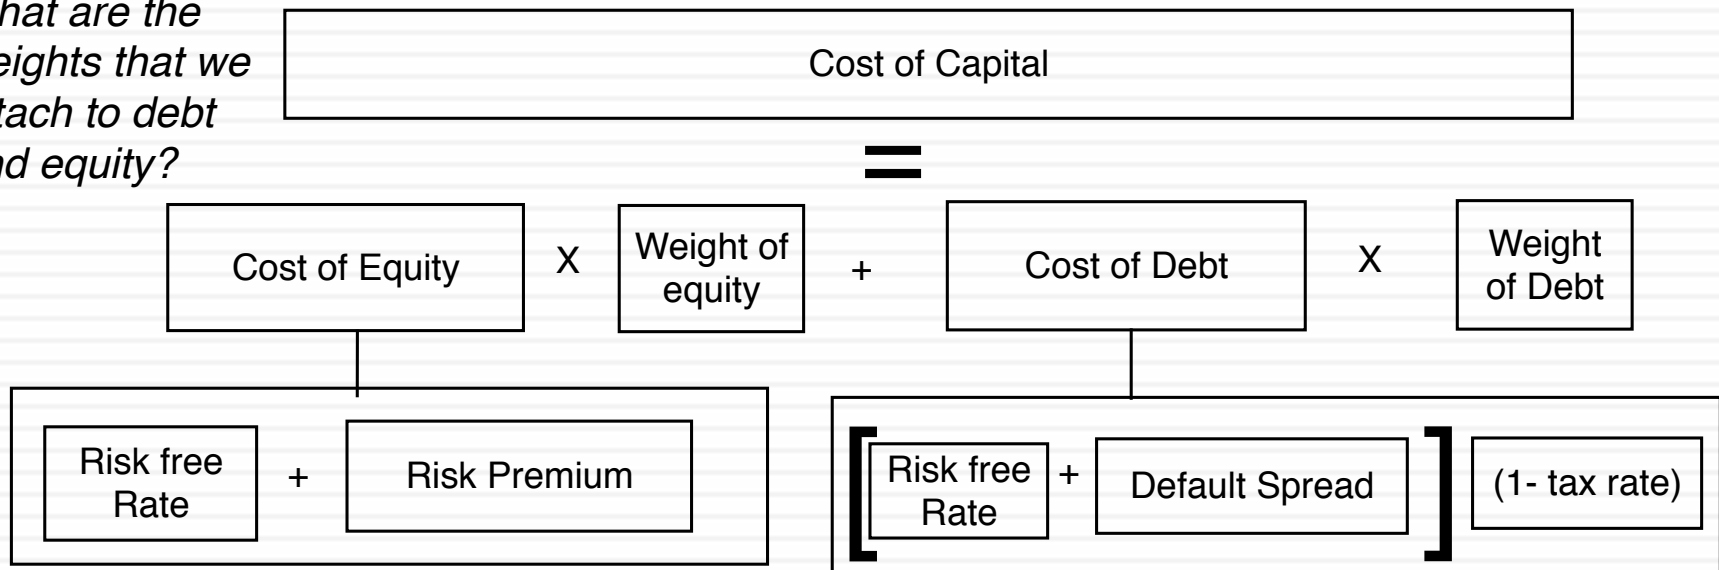 hat are the
eights that we
tach to debt
nd equity?
Cost of Capital
=
Cost of Equity
X
Weight of
equity
+
Cost of Debt
X
Weight
of Debt
Risk free
Rate
+
Risk Premium
[
Risk free
Rate
+
Default Spread
]
(1- tax rate)